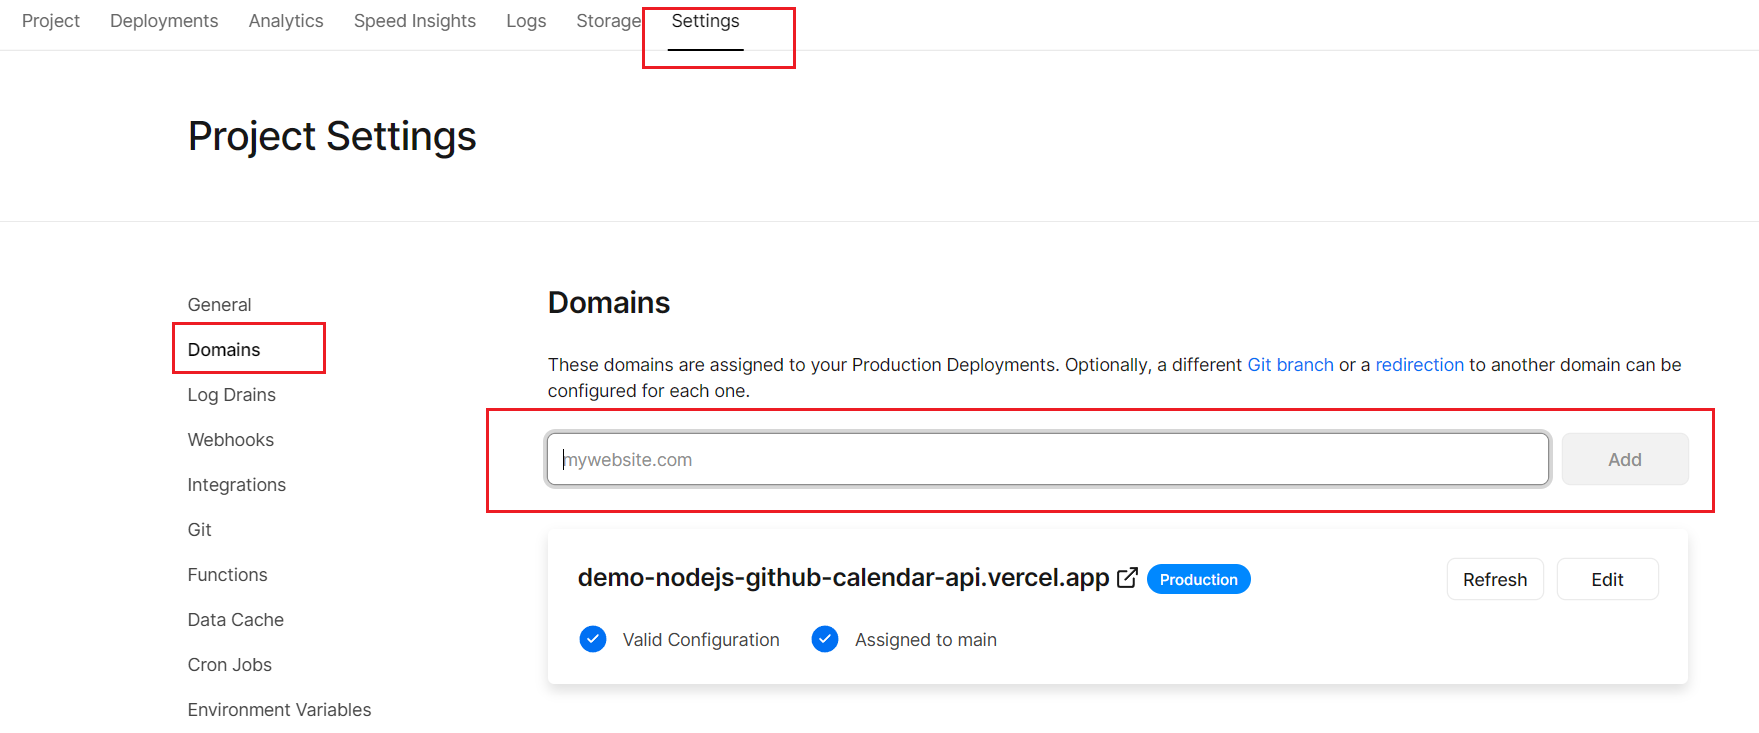 Project Deployments Analytics Speed Insights Logs Storage Settings
Project Settings
General
Domains
Log Drains
Webhooks
Integrations
Git
Functions
Data Cache
Cron Jobs
Environment Variables
Domains
These domains are assigned to your Production Deployments. Optionally, a different Git branch or a redirection to another domain can be
configured for each one.
mywebsite.com Add
demo-nodejs-github-calendar-api.vercel.app Production Refresh Edit
Valid Configuration Assigned to main